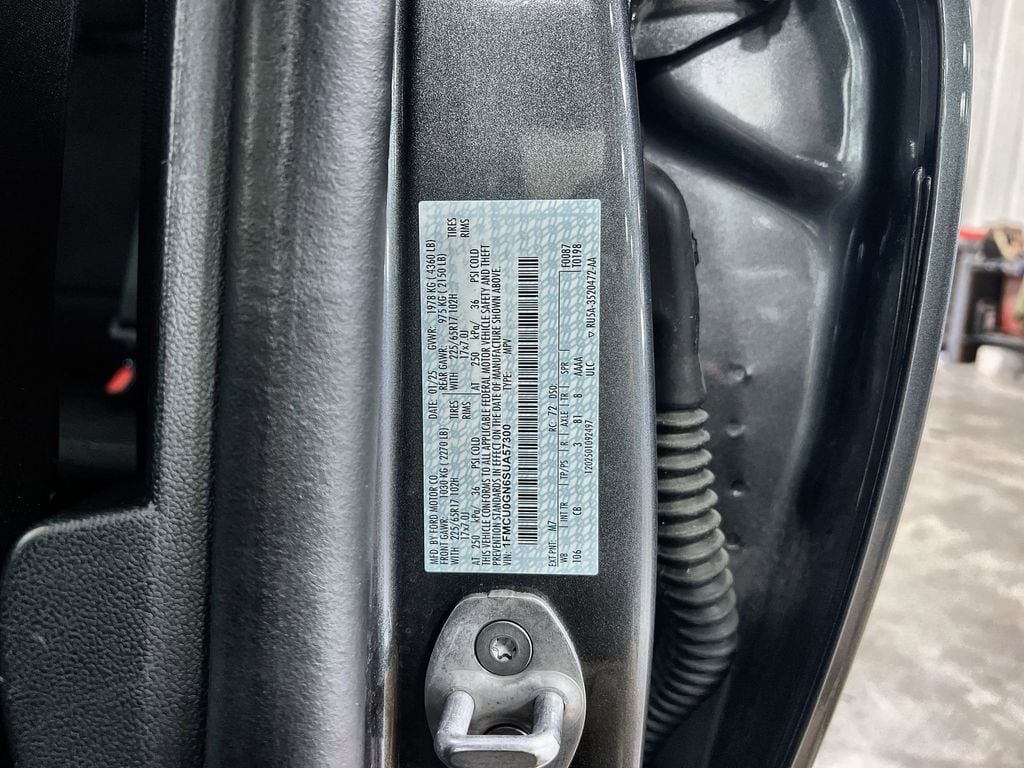 MFD. BY FORD MOTOR CO. DATE: 01/25 GVWR: 1978 KG ( 4360 LB)
FRONT GAWR: 1030 KG (2270 LB) REAR GAWR: 975 KG ( 2150 LB)
WITH 225/65R17 102H TIRES WITH 225/65R17 102H TIRES
17x7.0J RIMS 17x7.0J RIMS
AT 250 kPa/ 36 PSI COLD AT 250 kPa/ 36 PSI COLD
THIS VEHICLE CONFORMS TO ALL APPLICABLE FEDERAL MOTOR VEHICLE SAFETY AND THEFT
PREVENTION STANDARDS IN EFFECT ON THE DATE OF MANUFACTURE SHOWN ABOVE.
VIN: 1FMCU0GN6SUA57300 TYPE: MPV
EXT PNT: M7 RC: 72 DSO: F0087
WB INT TR TP/PS R AXLE TR SPR T0198
106 CB 3 B1 8 AAAA
ULC
120250109249​7 ▽ RU5A-3520472-AA